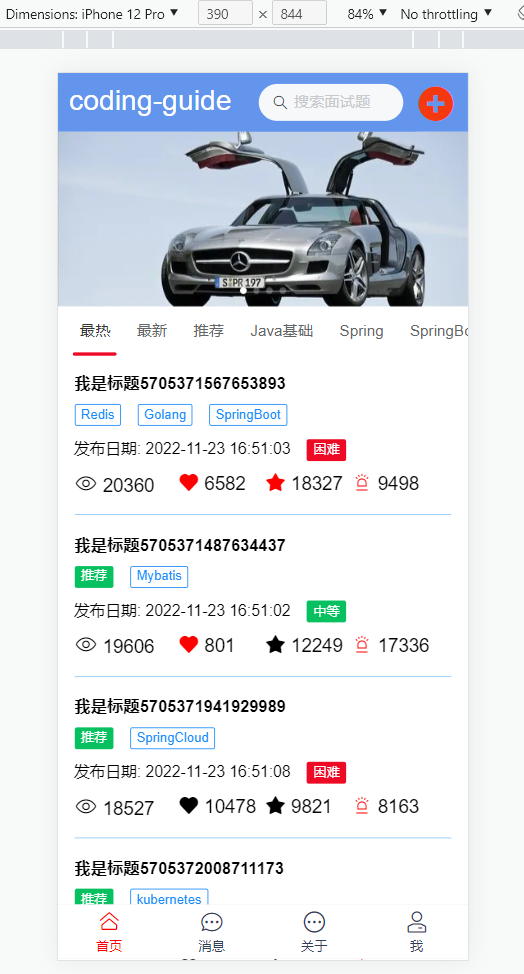 Dimensions: iPhone 12 Pro ▼ 390 × 844 84% ▼ No throttling ▼
coding-guide 搜索面试题
S·PR 197
最热 最新 推荐 Java基础 Spring SpringBo
我是标题5705371567653893
Redis Golang SpringBoot
发布日期: 2022-11-23 16:51:03 困难
20360 6582 18327 9498
我是标题5705371487634437
推荐 Mybatis
发布日期: 2022-11-23 16:51:02 中等
19606 801 12249 17336
我是标题5705371941929989
推荐 SpringCloud
发布日期: 2022-11-23 16:51:08 困难
18527 10478 9821 8163
我是标题5705372008711173
推荐 kubernetes
首页 消息 关于 我